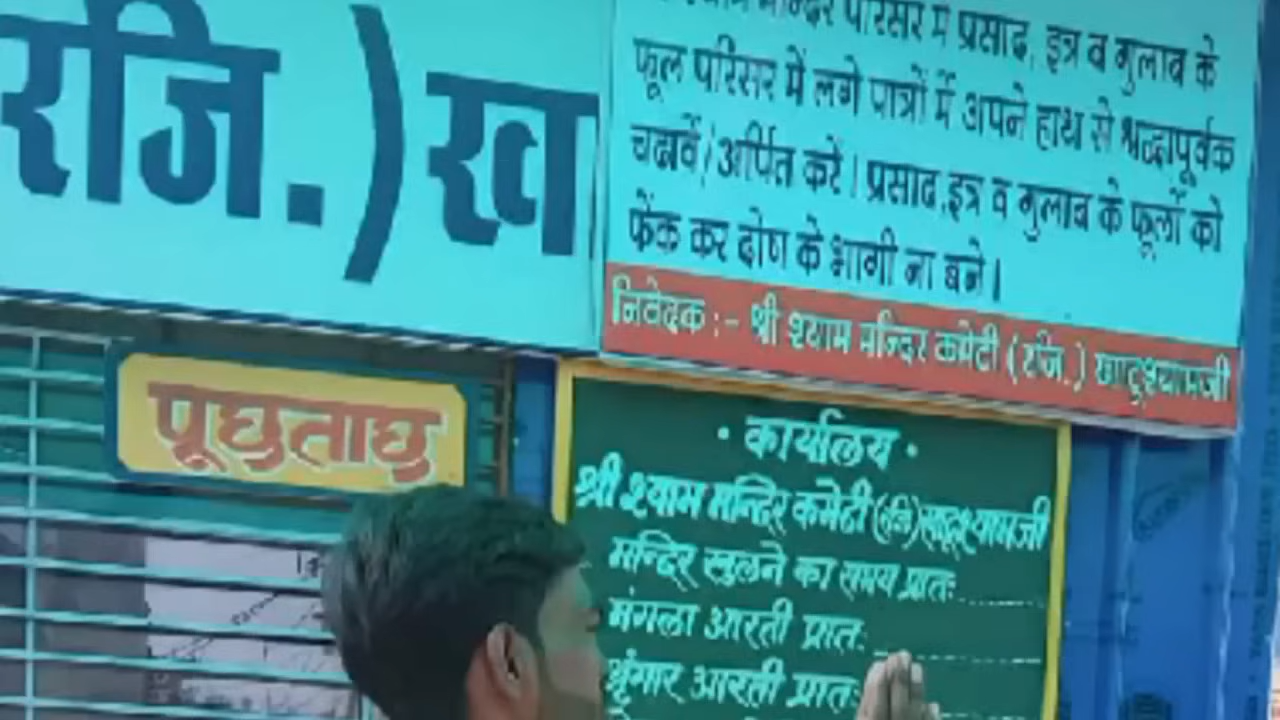 रजि.) ख
मन्दिर परिसर में प्रसाद, इत्र व गुलाब के
फूल परिसर में लगे पात्रों में अपने हाथ से श्रद्धापूर्वक
चढावें/अर्पित करें। प्रसाद,इत्र व गुलाब के फूलों को
फेंक कर दोष के भागी ना बने।
निवेदक :- श्री श्याम मन्दिर कमेटी (रजि.) खाटूश्यामजी
पूछताछ
• कार्यालय •
श्री श्याम मन्दिर कमेटी (रजि) खाटूश्यामजी
मन्दिर खुलने का समय प्रातः
मंगला आरती प्रातः
श्रृंगार आरती प्रातः